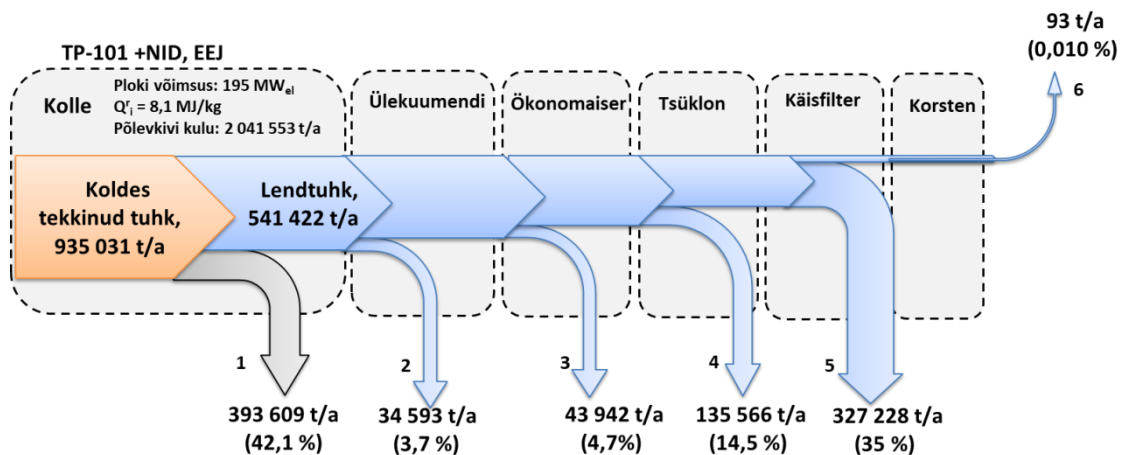 93 t/a
(0,010 %)
6
TP-101 +NID, EEJ
Kolle
Ploki võimsus: 195 MWel
Qri = 8,1 MJ/kg
Põlevkivi kulu: 2 041 553 t/a
Ülekuumendi
Ökonomaiser
Tsüklon
Käisfilter
Korsten
Koldes
tekkinud tuhk,
935 031 t/a
Lendtuhk,
541 422 t/a
1
2
3
4
5
393 609 t/a
(42,1 %)
34 593 t/a
(3,7 %)
43 942 t/a
(4,7%)
135 566 t/a
(14,5 %)
327 228 t/a
(35 %)